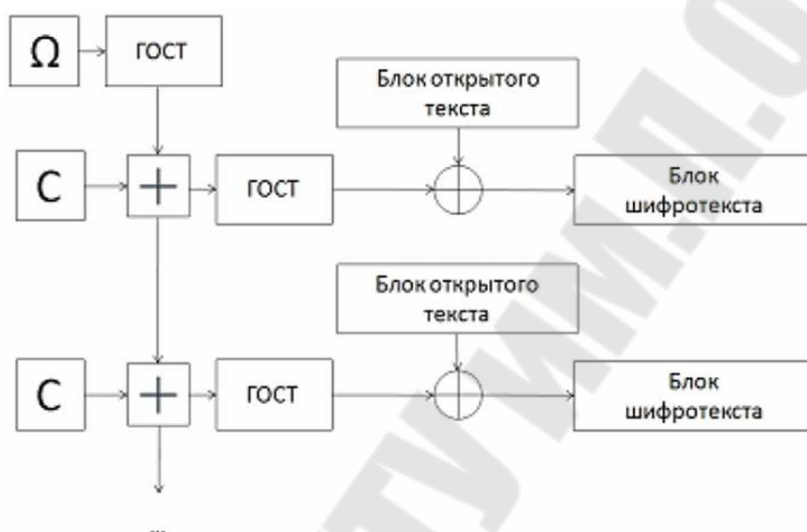 Ω
ГОСТ
Блок открытого
текста
С
+
ГОСТ
Блок
шифротекста
Блок открытого
текста
С
+
ГОСТ
Блок
шифротекста
...